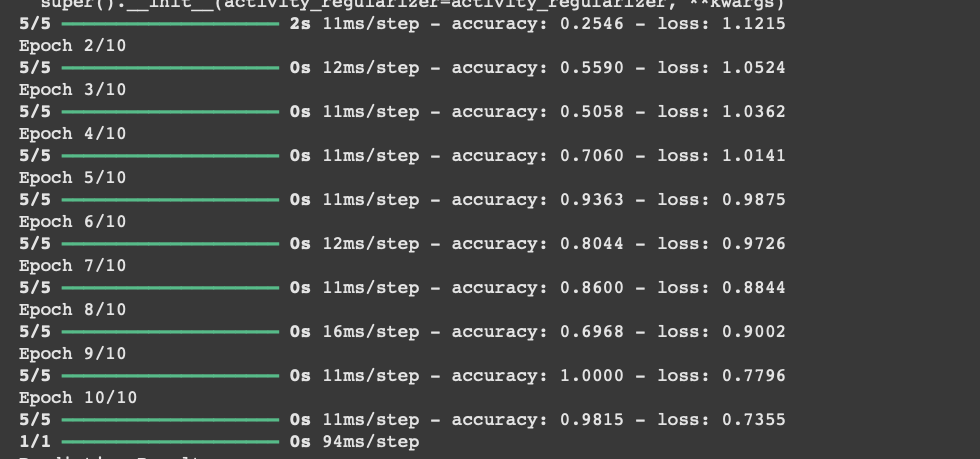 super().__init__(activity_regularizer=activity_regularizer, **kwargs)
5/5 ━━━━━━━━━━━━━━━━━━━━ 2s 11ms/step - accuracy: 0.2546 - loss: 1.1215
Epoch 2/10
5/5 ━━━━━━━━━━━━━━━━━━━━ 0s 12ms/step - accuracy: 0.5590 - loss: 1.0524
Epoch 3/10
5/5 ━━━━━━━━━━━━━━━━━━━━ 0s 11ms/step - accuracy: 0.5058 - loss: 1.0362
Epoch 4/10
5/5 ━━━━━━━━━━━━━━━━━━━━ 0s 11ms/step - accuracy: 0.7060 - loss: 1.0141
Epoch 5/10
5/5 ━━━━━━━━━━━━━━━━━━━━ 0s 11ms/step - accuracy: 0.9363 - loss: 0.9875
Epoch 6/10
5/5 ━━━━━━━━━━━━━━━━━━━━ 0s 12ms/step - accuracy: 0.8044 - loss: 0.9726
Epoch 7/10
5/5 ━━━━━━━━━━━━━━━━━━━━ 0s 11ms/step - accuracy: 0.8600 - loss: 0.8844
Epoch 8/10
5/5 ━━━━━━━━━━━━━━━━━━━━ 0s 16ms/step - accuracy: 0.6968 - loss: 0.9002
Epoch 9/10
5/5 ━━━━━━━━━━━━━━━━━━━━ 0s 11ms/step - accuracy: 1.0000 - loss: 0.7796
Epoch 10/10
5/5 ━━━━━━━━━━━━━━━━━━━━ 0s 11ms/step - accuracy: 0.9815 - loss: 0.7355
1/1 ━━━━━━━━━━━━━━━━━━━━ 0s 94ms/step